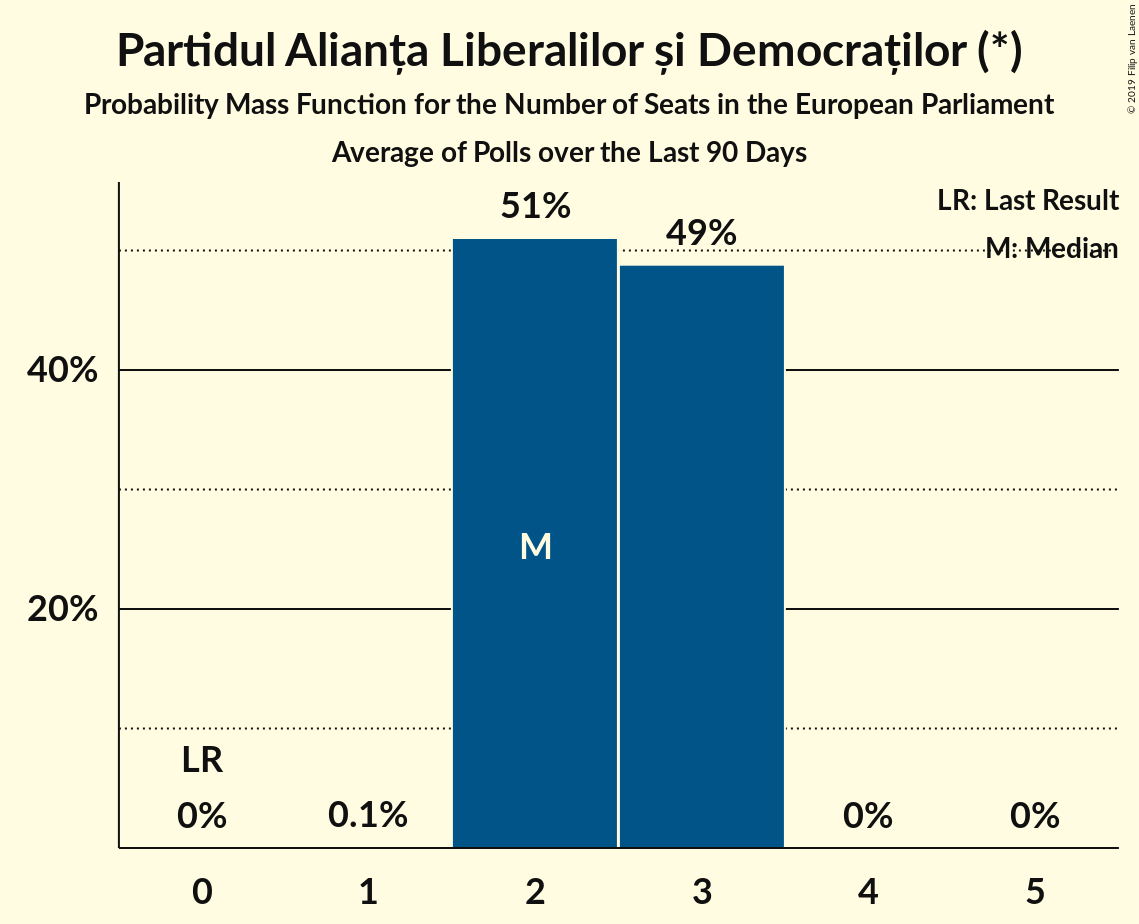 Partidul Alianța Liberalilor și Democraților (*)
Probability Mass Function for the Number of Seats in the European Parliament
Average of Polls over the Last 90 Days
© 2019 Filip van Laenen
LR: Last Result
M: Median
51%
49%
40%
20%
M
LR
0%
0.1%
0%
0%
0 1 2 3 4 5